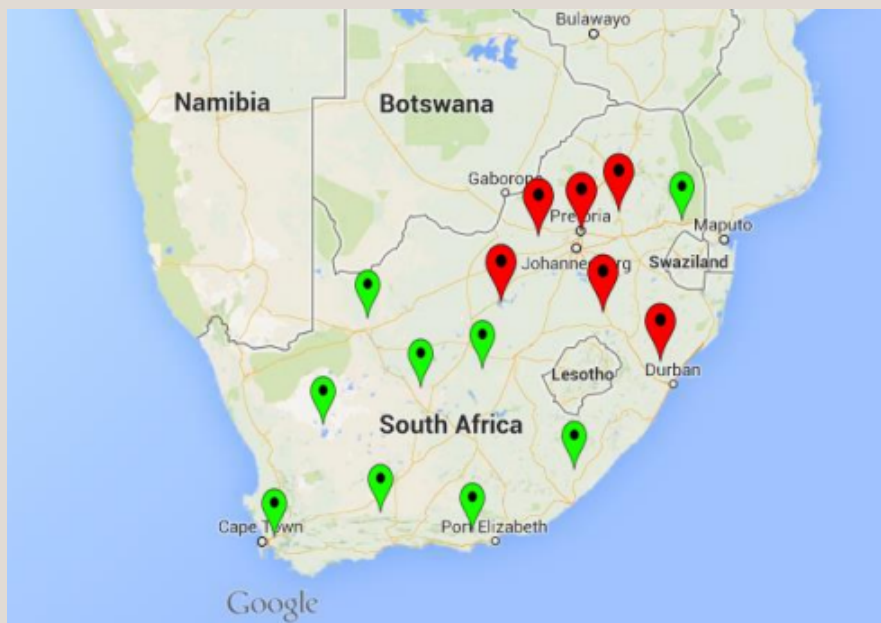 Bulawayo
Namibia
Botswana
Gaborone
Pretoria
Maputo
Johannesburg
Swaziland
Lesotho
Durban
South Africa
Cape Town
Port Elizabeth
Google